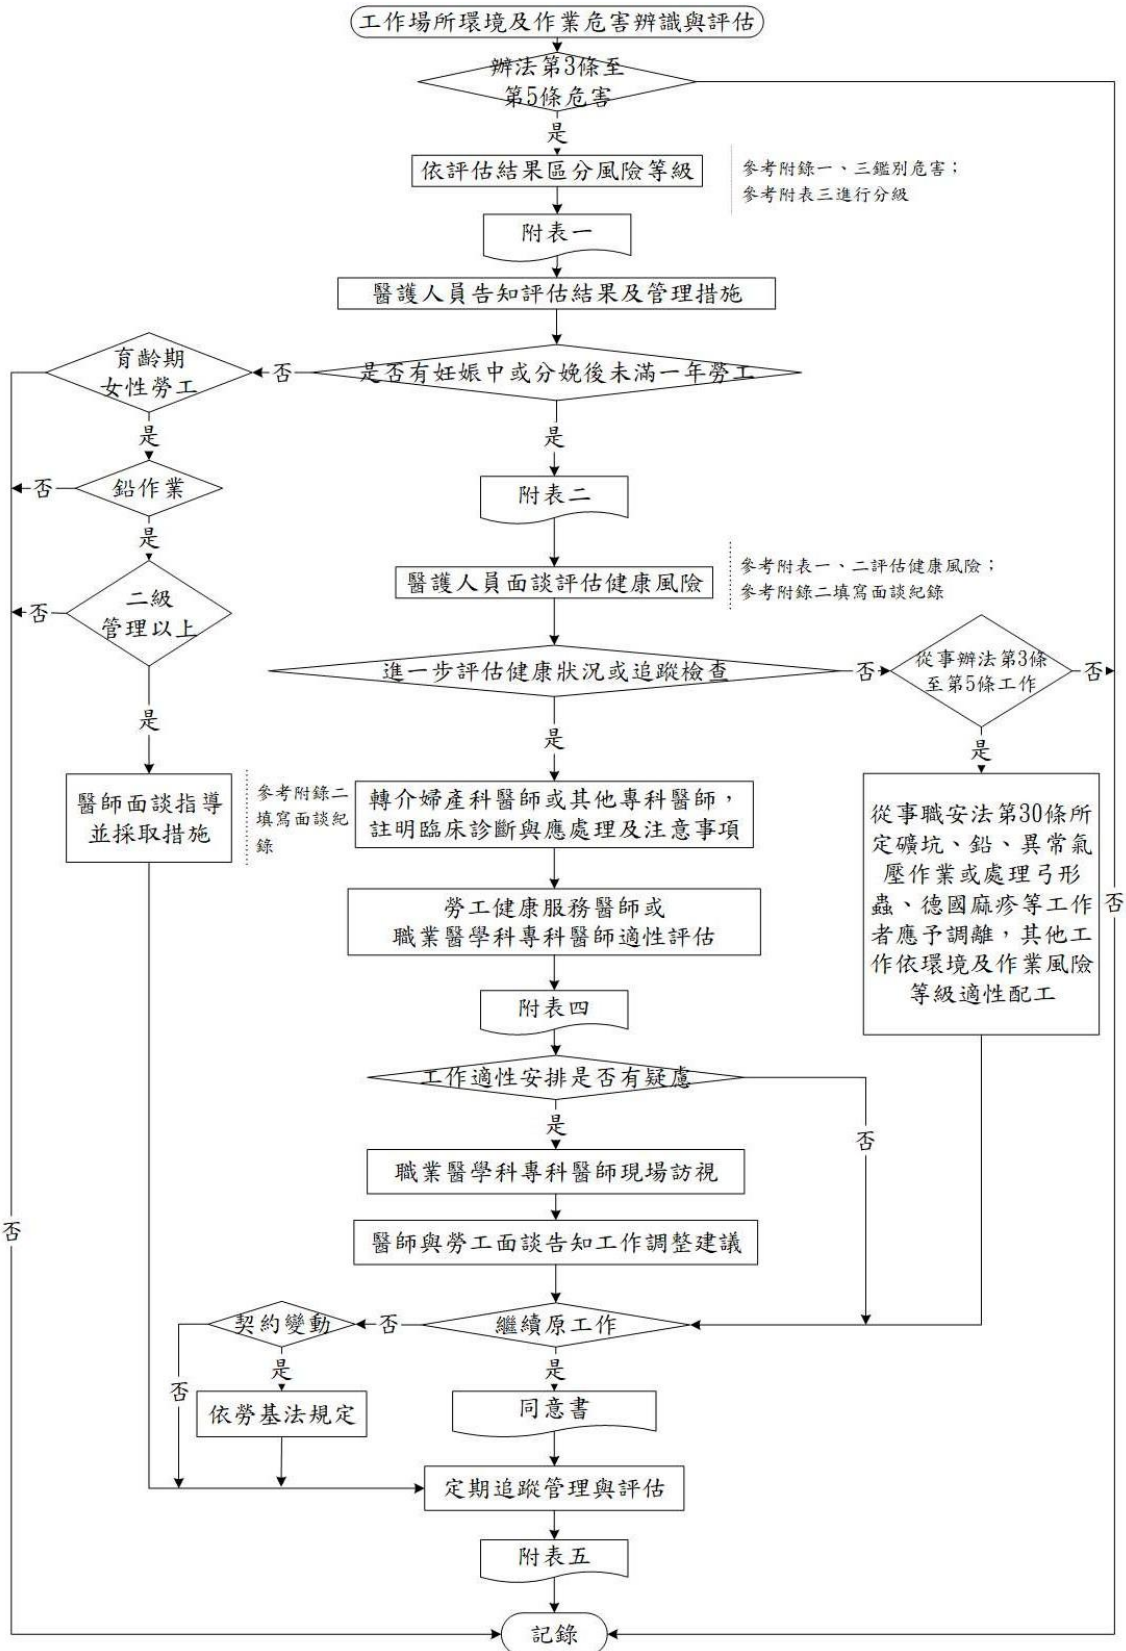 工作場所環境及作業危害辨識與評估
辦法第3條至
第5條危害
是
依評估結果區分風險等級
參考附錄一、三鑑別危害；
參考附表三進行分級
附表一
醫護人員告知評估結果及管理措施
育齡期
女性勞工
否
是否有妊娠中或分娩後未滿一年勞工
是
是
否
鉛作業
附表二
是
醫護人員面談評估健康風險
參考附表一、二評估健康風險；
參考附錄二填寫面談紀錄
否
二級
管理以上
進一步評估健康狀況或追蹤檢查
否
從事辦法第3條
至第5條工作
否
是
是
是
醫師面談指導
並採取措施
參考附錄二
填寫面談紀
錄
轉介婦產科醫師或其他專科醫師，
註明臨床診斷與應處理及注意事項
從事職安法第30條所
定礦坑、鉛、異常氣
壓作業或處理弓形
蟲、德國麻疹等工作
者應予調離，其他工
作依環境及作業風險
等級適性配工
否
勞工健康服務醫師或
職業醫學科專科醫師適性評估
附表四
工作適性安排是否有疑慮
是
否
職業醫學科專科醫師現場訪視
否
醫師與勞工面談告知工作調整建議
契約變動
否
繼續原工作
是
是
否
依勞基法規定
同意書
定期追蹤管理與評估
附表五
記錄